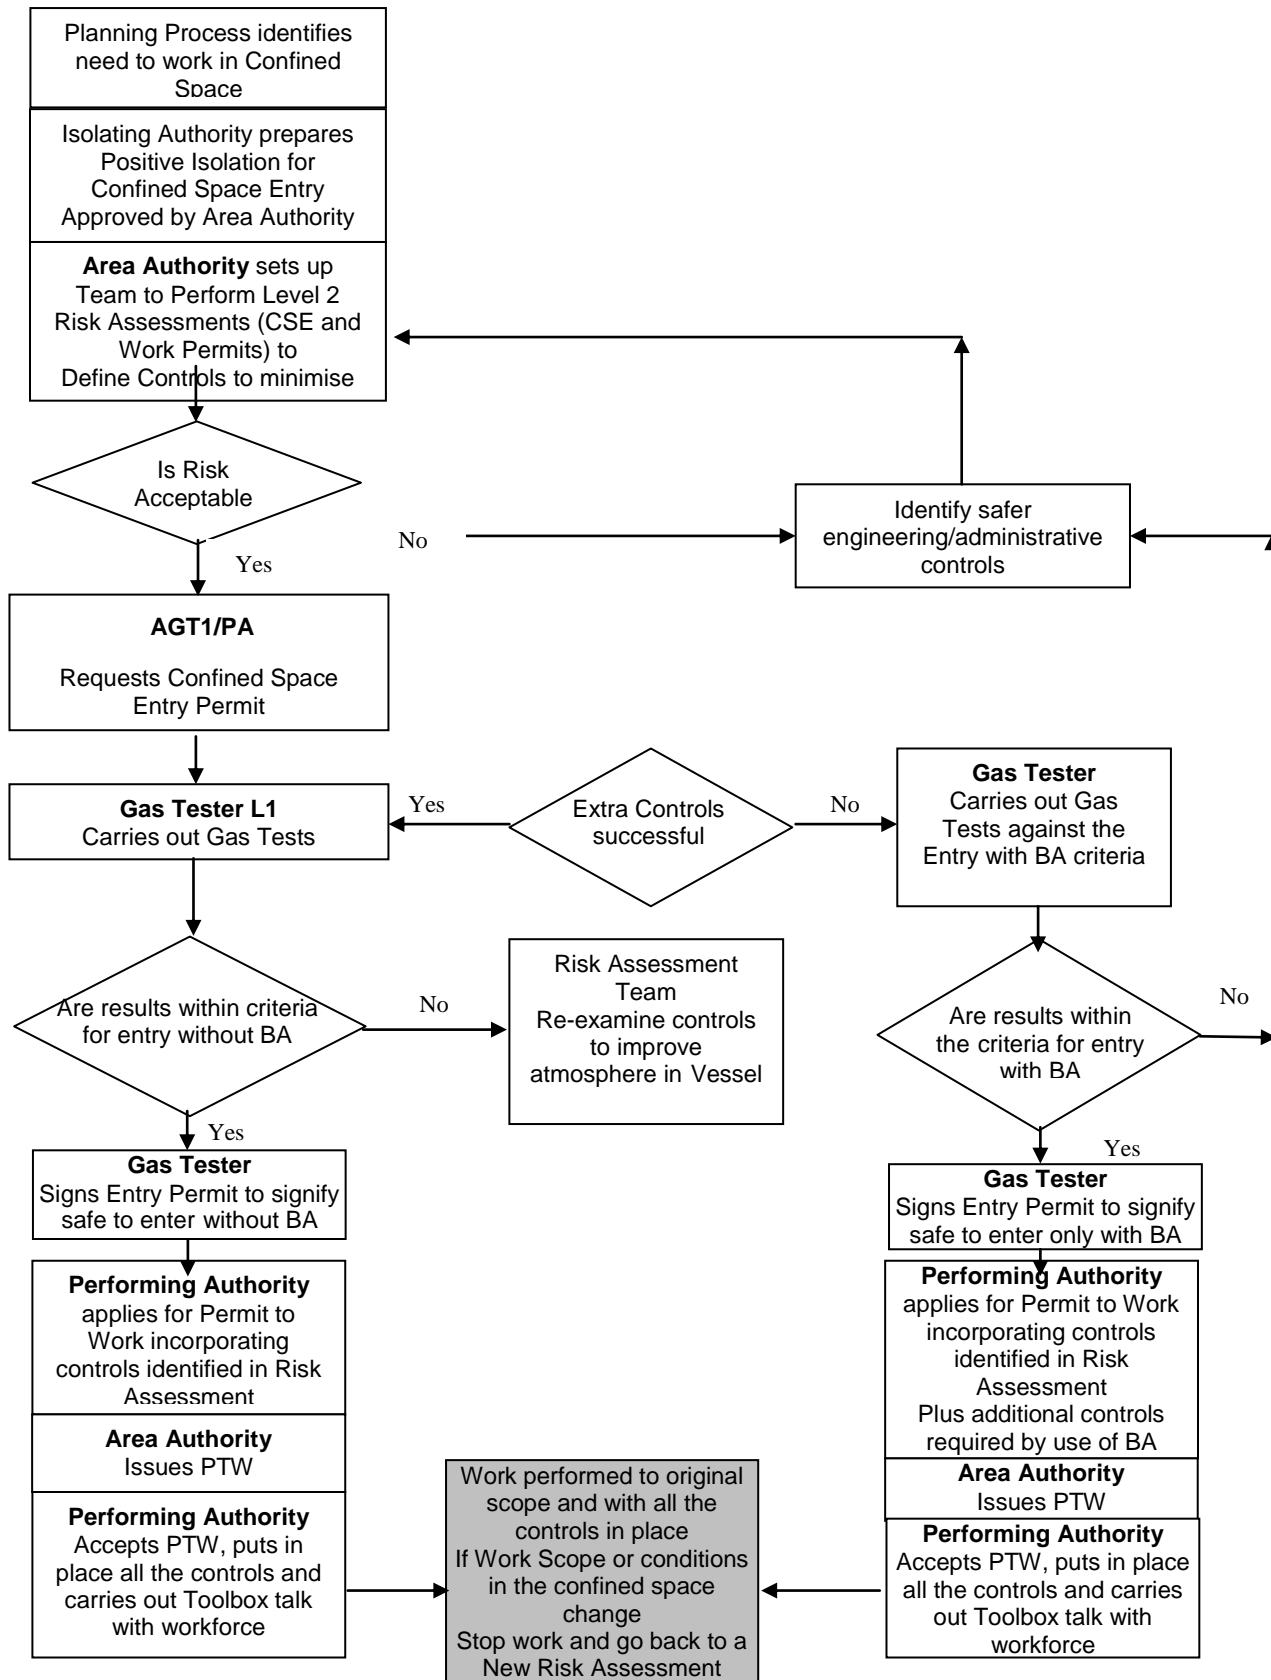 Planning Process identifies
need to work in Confined
Space
Isolating Authority prepares
Positive Isolation for
Confined Space Entry
Approved by Area Authority
Area Authority sets up
Team to Perform Level 2
Risk Assessments (CSE and
Work Permits) to
Define Controls to minimise
Is Risk
Acceptable
No
Identify safer
engineering/administrative
controls
Yes
AGT1/PA
Requests Confined Space
Entry Permit
Gas Tester L1
Carries out Gas Tests
Yes
Extra Controls
successful
No
Gas Tester
Carries out Gas
Tests against the
Entry with BA criteria
Are results within criteria
for entry without BA
No
Risk Assessment
Team
Re-examine controls
to improve
atmosphere in Vessel
Are results within
the criteria for entry
with BA
No
Yes
Gas Tester
Signs Entry Permit to signify
safe to enter without BA
Yes
Gas Tester
Signs Entry Permit to signify
safe to enter only with BA
Performing Authority
applies for Permit to
Work incorporating
controls identified in Risk
Assessment
Area Authority
Issues PTW
Performing Authority
Accepts PTW, puts in
place all the controls and
carries out Toolbox talk
with workforce
Performing Authority
applies for Permit to Work
incorporating controls
identified in Risk
Assessment
Plus additional controls
required by use of BA
Area Authority
Issues PTW
Performing Authority
Accepts PTW, puts in place
all the controls and carries
out Toolbox talk with
workforce
Work performed to original
scope and with all the
controls in place
If Work Scope or conditions
in the confined space
change
Stop work and go back to a
New Risk Assessment